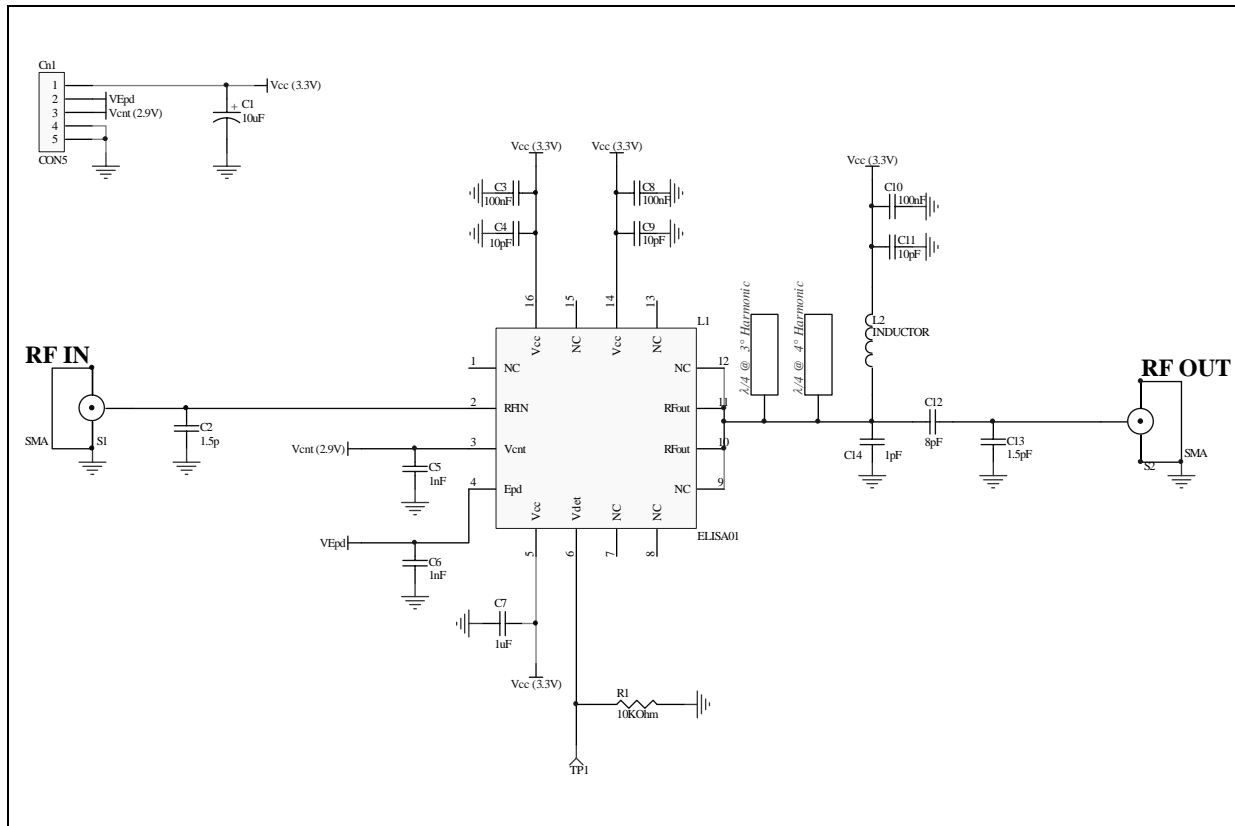 Cn1
1
2
3
4
5
CON5
VEpd
Vcnt (2.9V)
Vcc (3.3V)
+
C1
10uF
Vcc (3.3V)
Vcc (3.3V)
Vcc (3.3V)
C3
100nF
C4
10pF
C8
100nF
C9
10pF
C10
100nF
C11
10pF
16
15
14
13
L1
Vcc
NC
Vcc
NC
λ/4 @ 3° Harmonic
λ/4 @ 4° Harmonic
L2
INDUCTOR
RF IN
SMA
S1
C2
1.5p
1
NC
2
RFIN
Vcnt (2.9V)
3
Vcnt
C5
1nF
4
Epd
VEpd
C6
1nF
NC
12
RFout
11
RFout
10
NC
9
Vcc
Vdet
NC
NC
ELISA01
5
6
7
8
C12
8pF
C14
1pF
C13
1.5pF
RF OUT
S2
SMA
C7
1uF
Vcc (3.3V)
R1
10KOhm
TP1